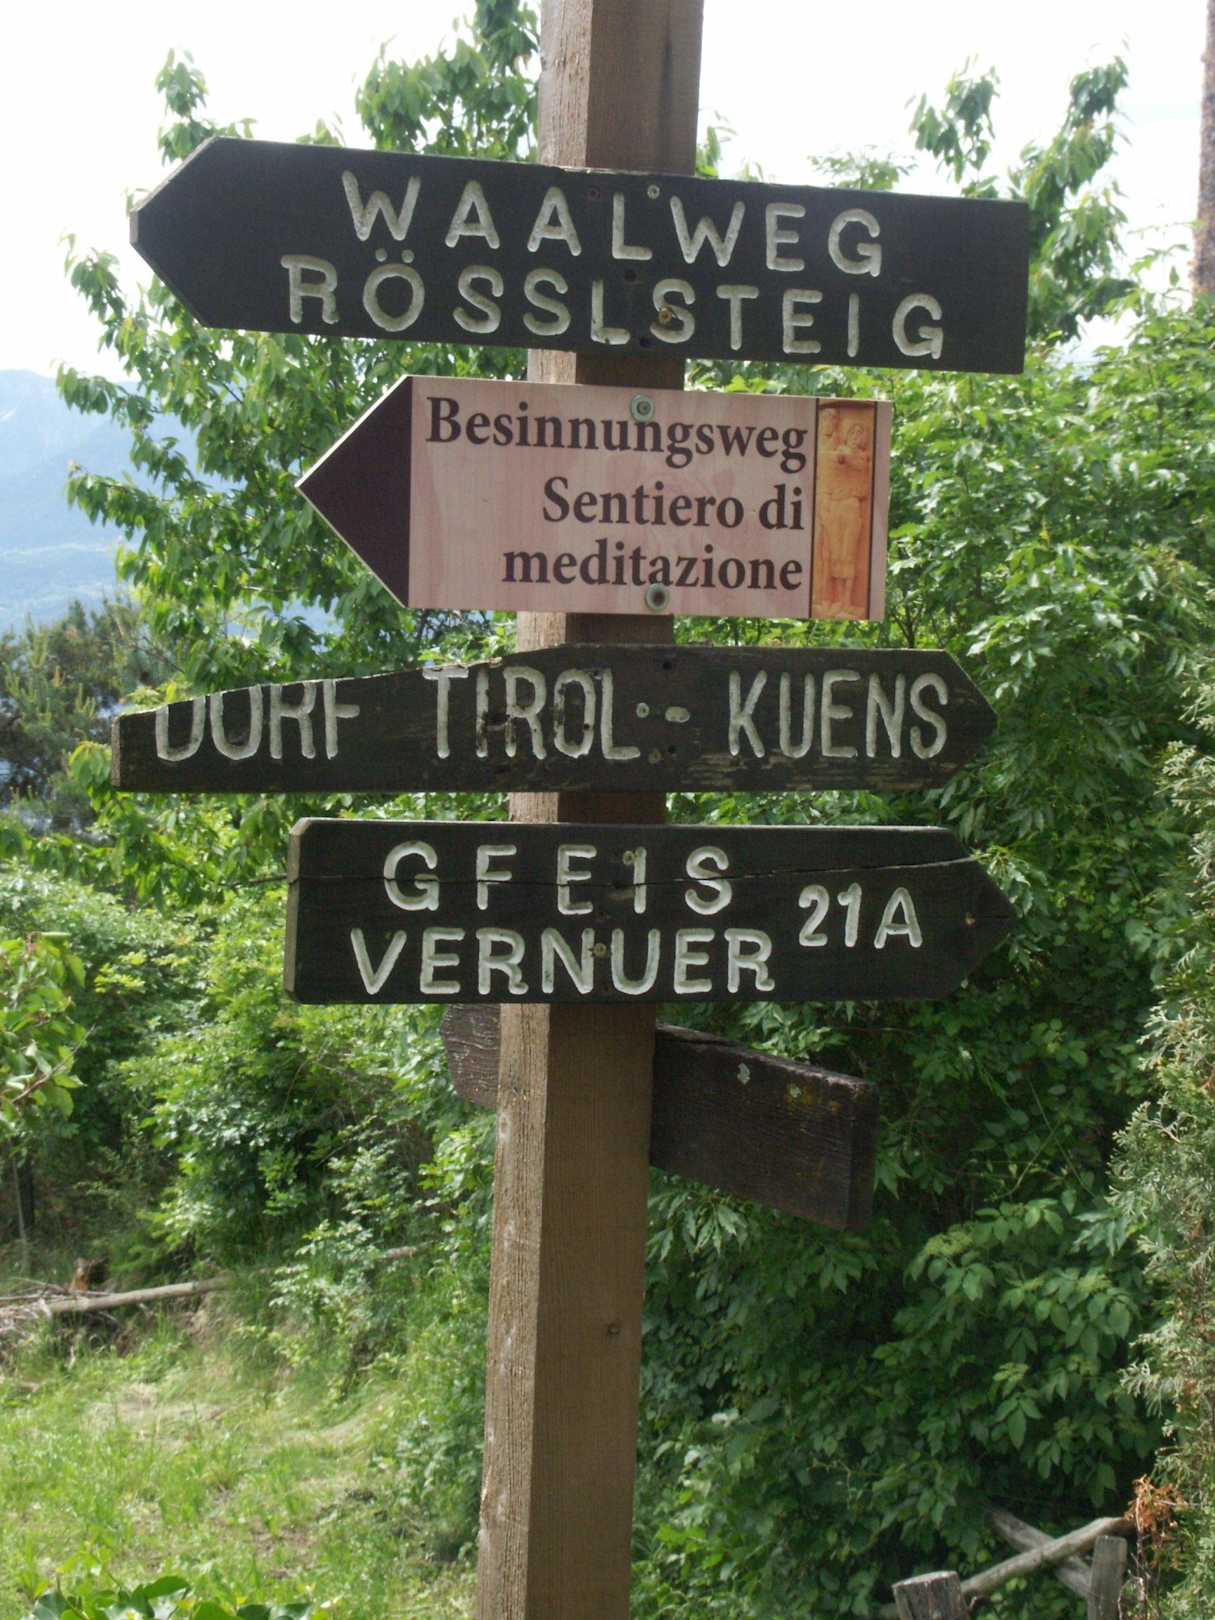 WAALWEG
RÖSSLSTEIG
Besinnungsweg
Sentiero di
meditazione
DORF TIROL - KUENS
GFEIS
VERNUER 21A